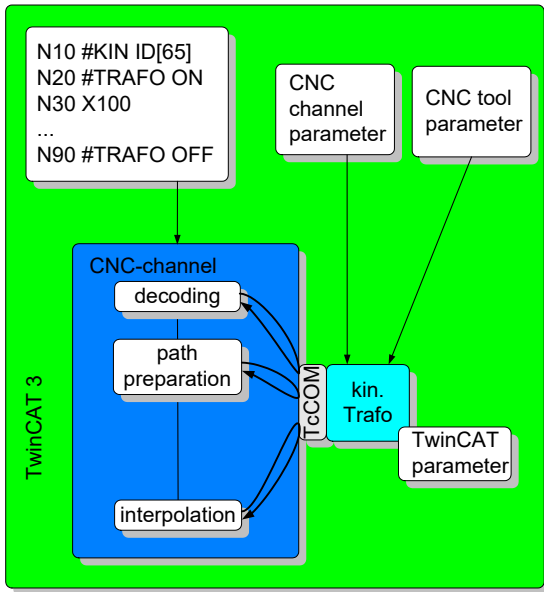 N10 #KIN ID[65]
N20 #TRAFO ON
N30 X100
...
N90 #TRAFO OFF
CNC
channel
parameter
CNC tool
parameter
CNC-channel
decoding
path
preparation
interpolation
TcCOM
kin.
Trafo
TwinCAT
parameter
TwinCAT 3